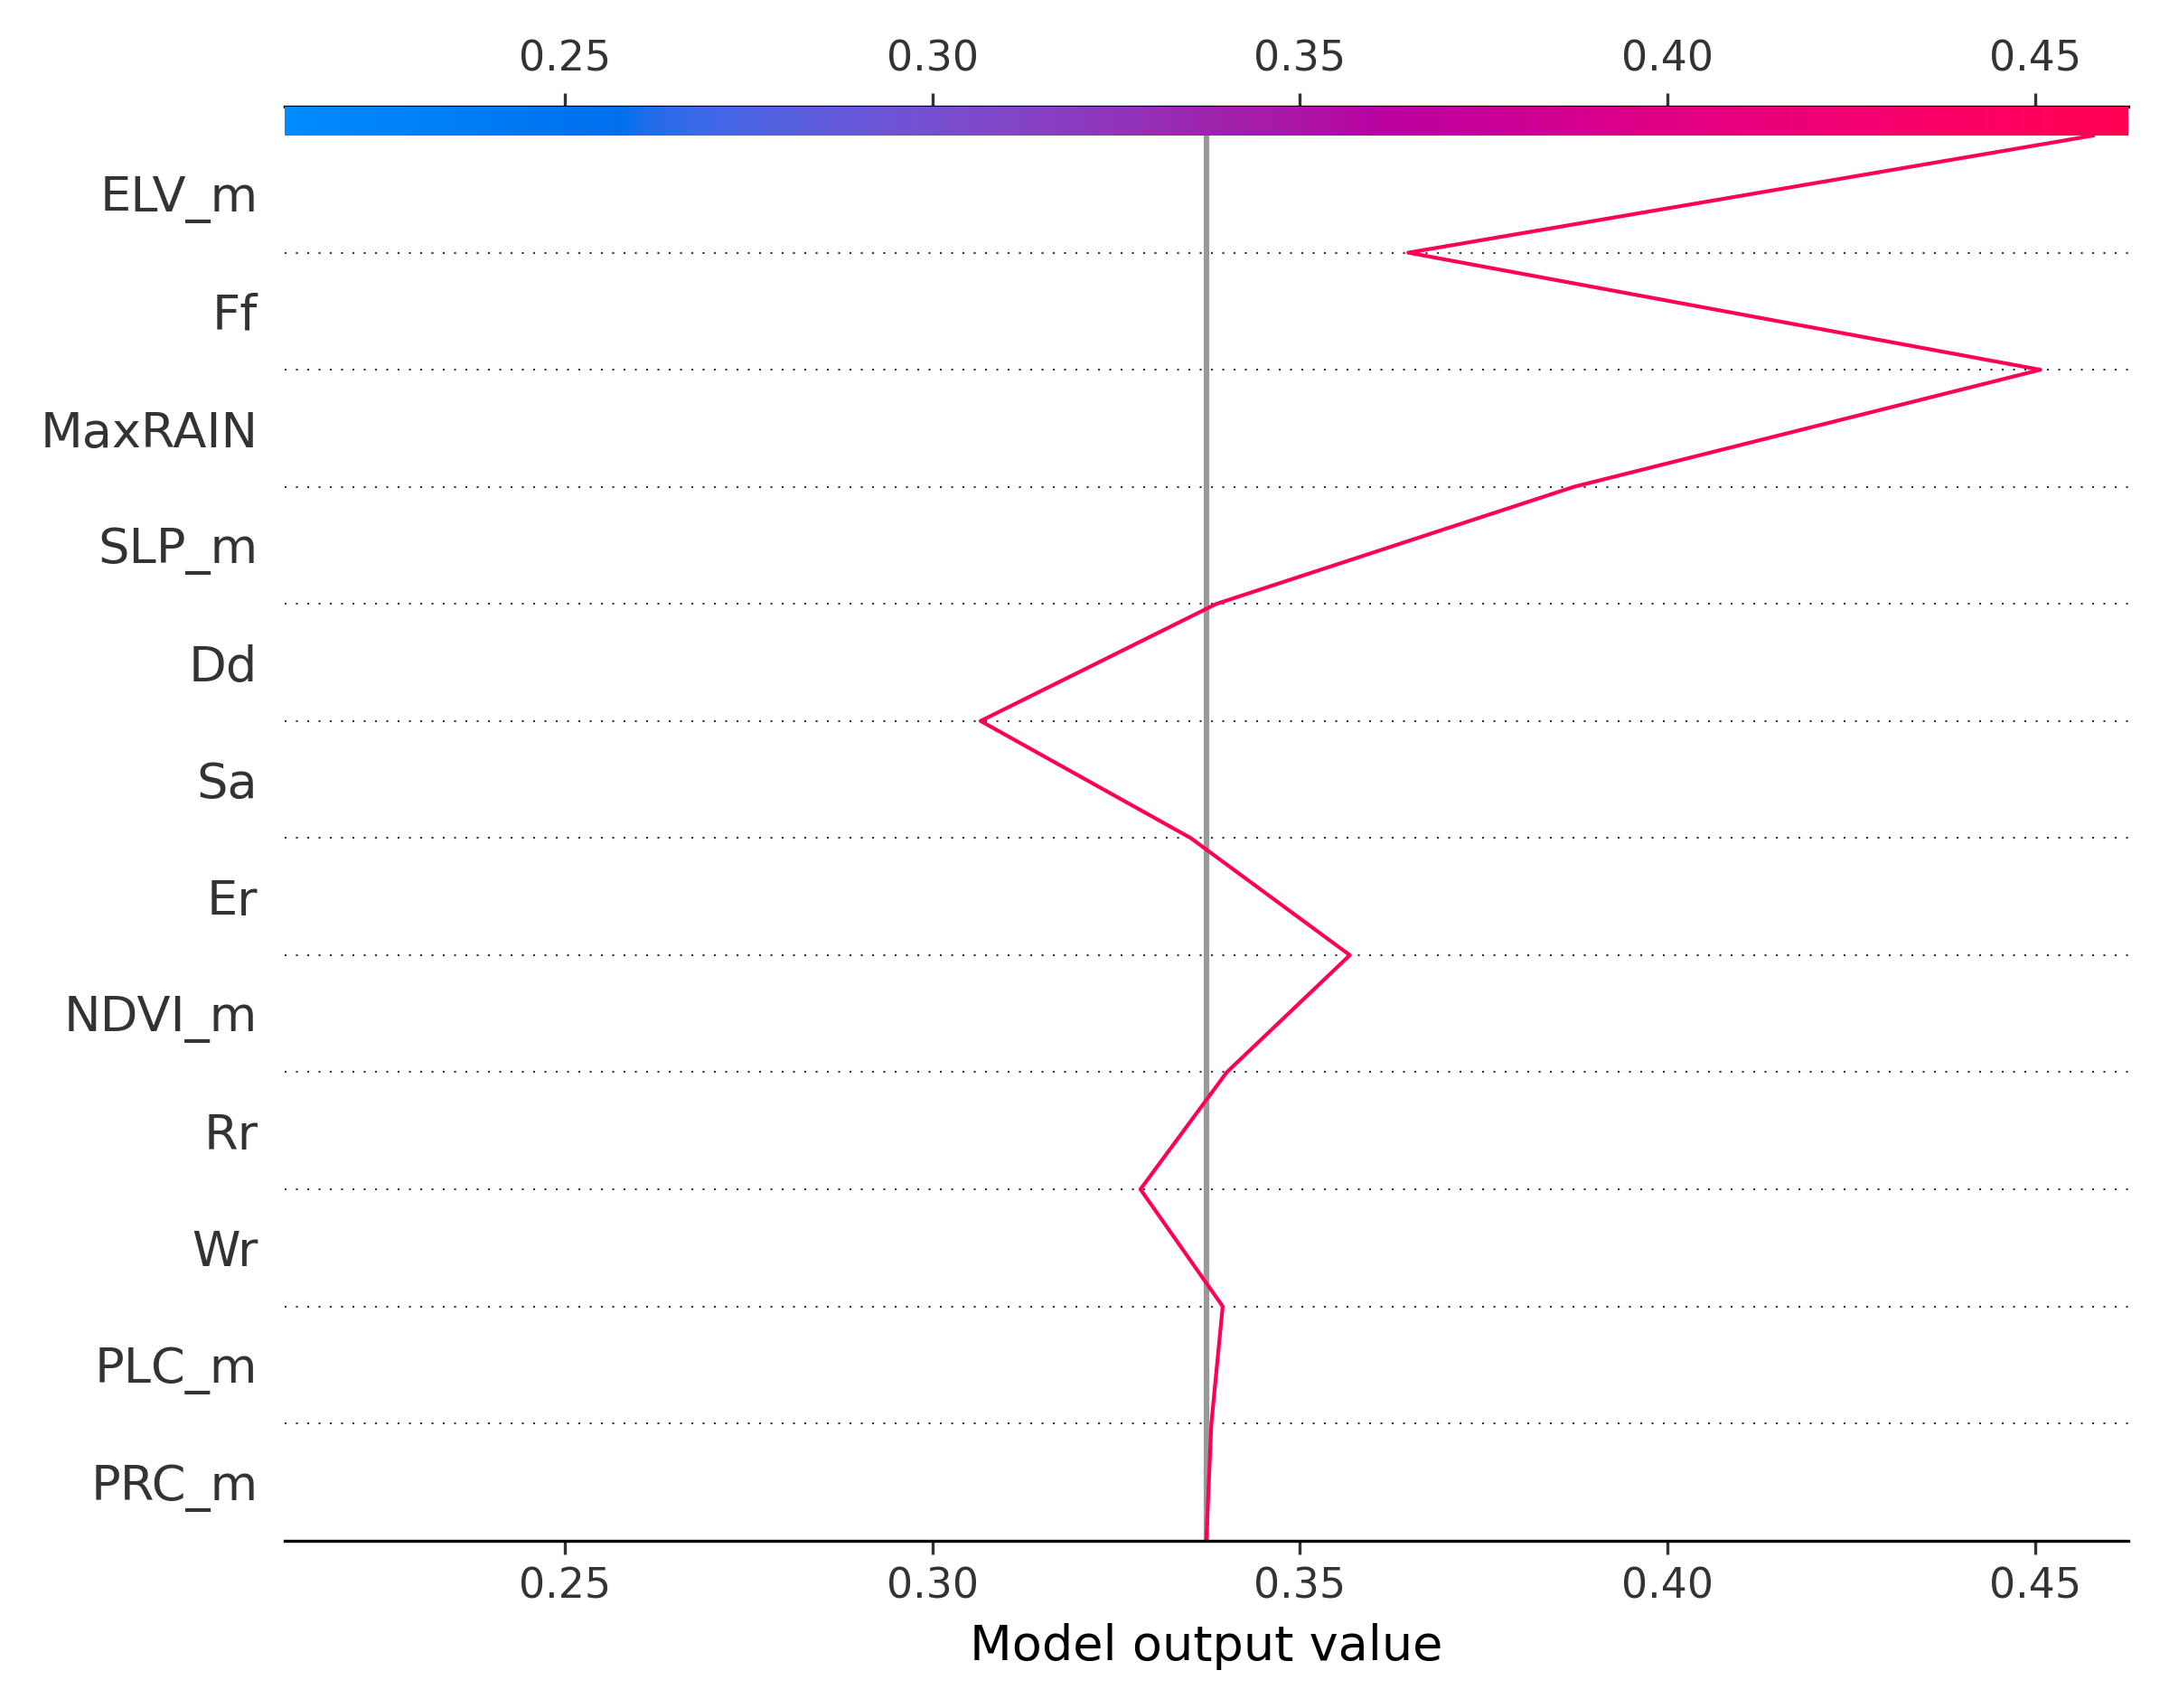 0.25 0.30 0.35 0.40 0.45
ELV_m
Ff
MaxRAIN
SLP_m
Dd
Sa
Er
NDVI_m
Rr
Wr
PLC_m
PRC_m
0.25 0.30 0.35 0.40 0.45
Model output value